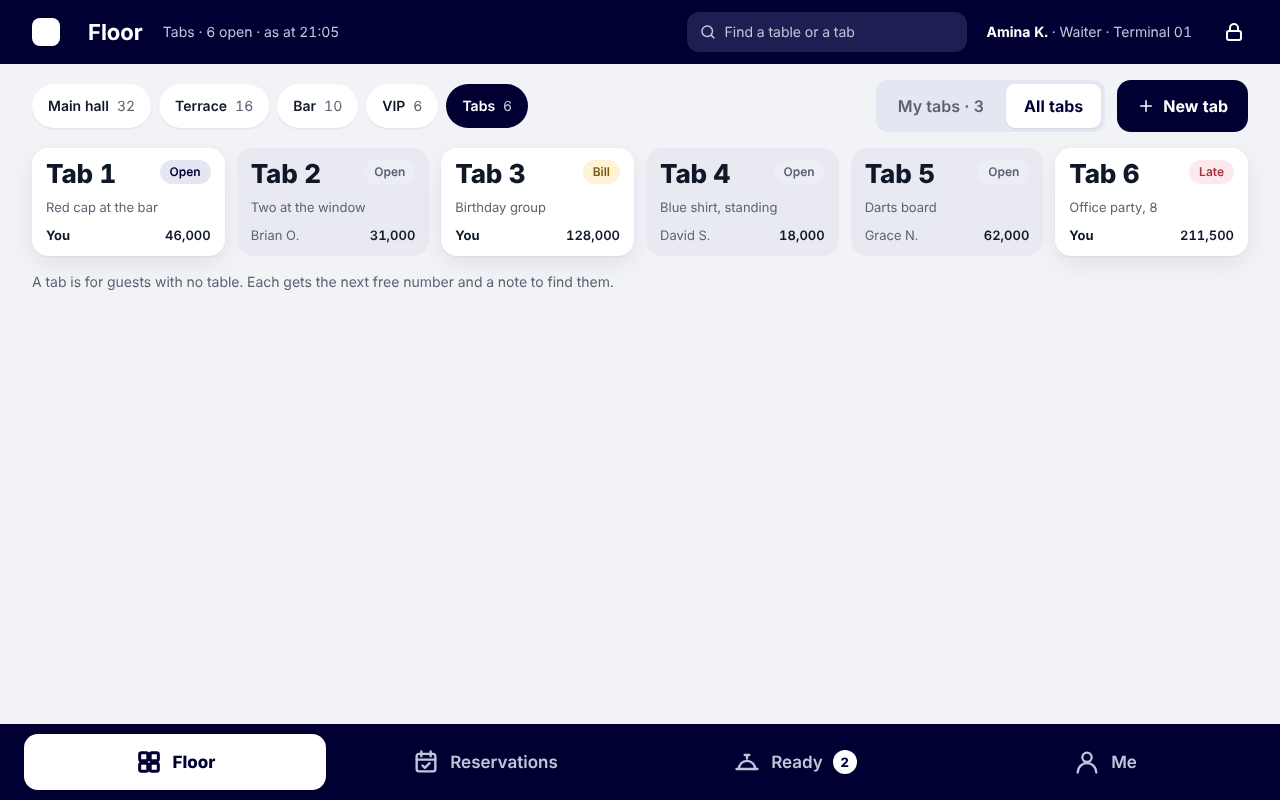 Floor
Tabs · 6 open · as at 21:05
Find a table or a tab
Amina K. · Waiter · Terminal 01
Main hall 32
Terrace 16
Bar 10
VIP 6
Tabs 6
My tabs · 3
All tabs
+ New tab
Tab 1
Open
Red cap at the bar
You
46,000
Tab 2
Open
Two at the window
Brian O.
31,000
Tab 3
Bill
Birthday group
You
128,000
Tab 4
Open
Blue shirt, standing
David S.
18,000
Tab 5
Open
Darts board
Grace N.
62,000
Tab 6
Late
Office party, 8
You
211,500
A tab is for guests with no table. Each gets the next free number and a note to find them.
Floor
Reservations
Ready 2
Me